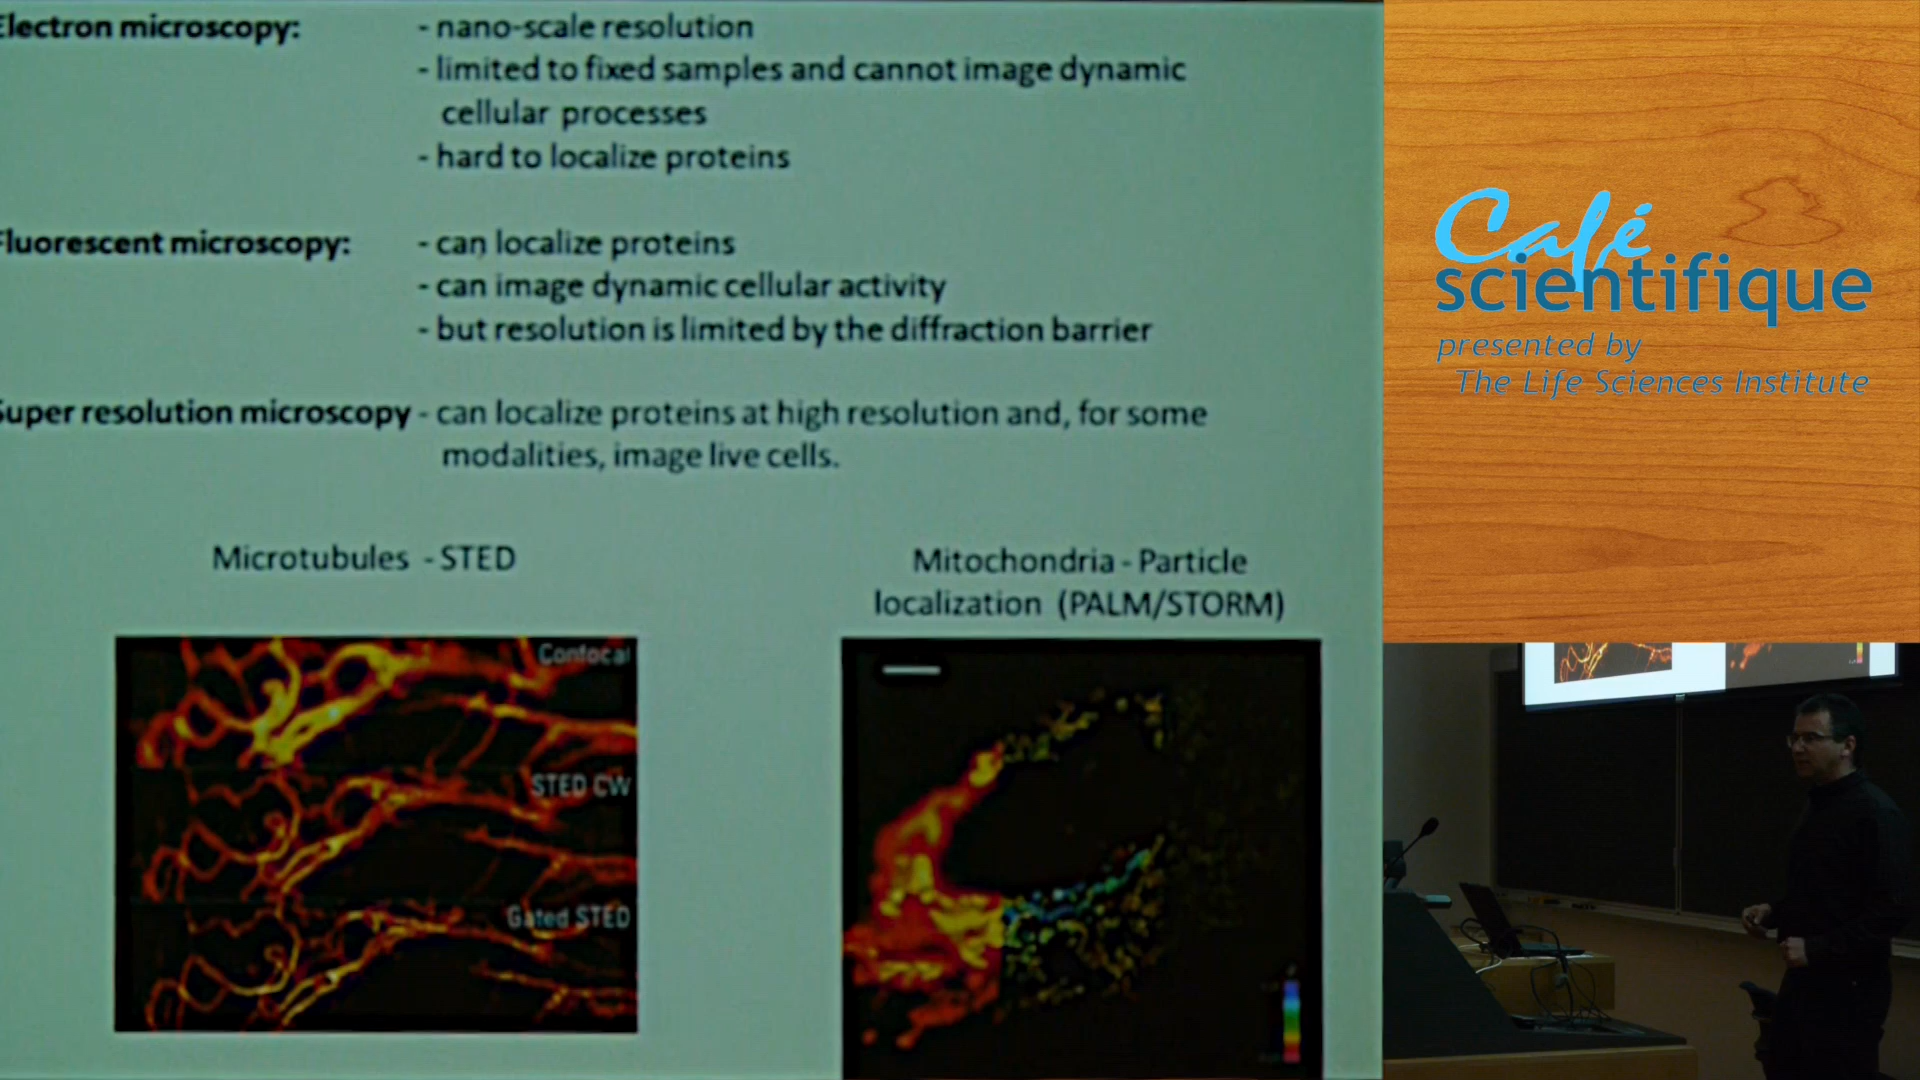 Electron microscopy: - nano-scale resolution
- limited to fixed samples and cannot image dynamic
cellular processes
- hard to localize proteins
Fluorescent microscopy: - can localize proteins
- can image dynamic cellular activity
- but resolution is limited by the diffraction barrier
Super resolution microscopy - can localize proteins at high resolution and, for some
modalities, image live cells.
Microtubules - STED
Mitochondria - Particle
localization (PALM/STORM)
Confocal
STED CW
Gated STED
Café
scientifique
presented by
The Life Sciences Institute